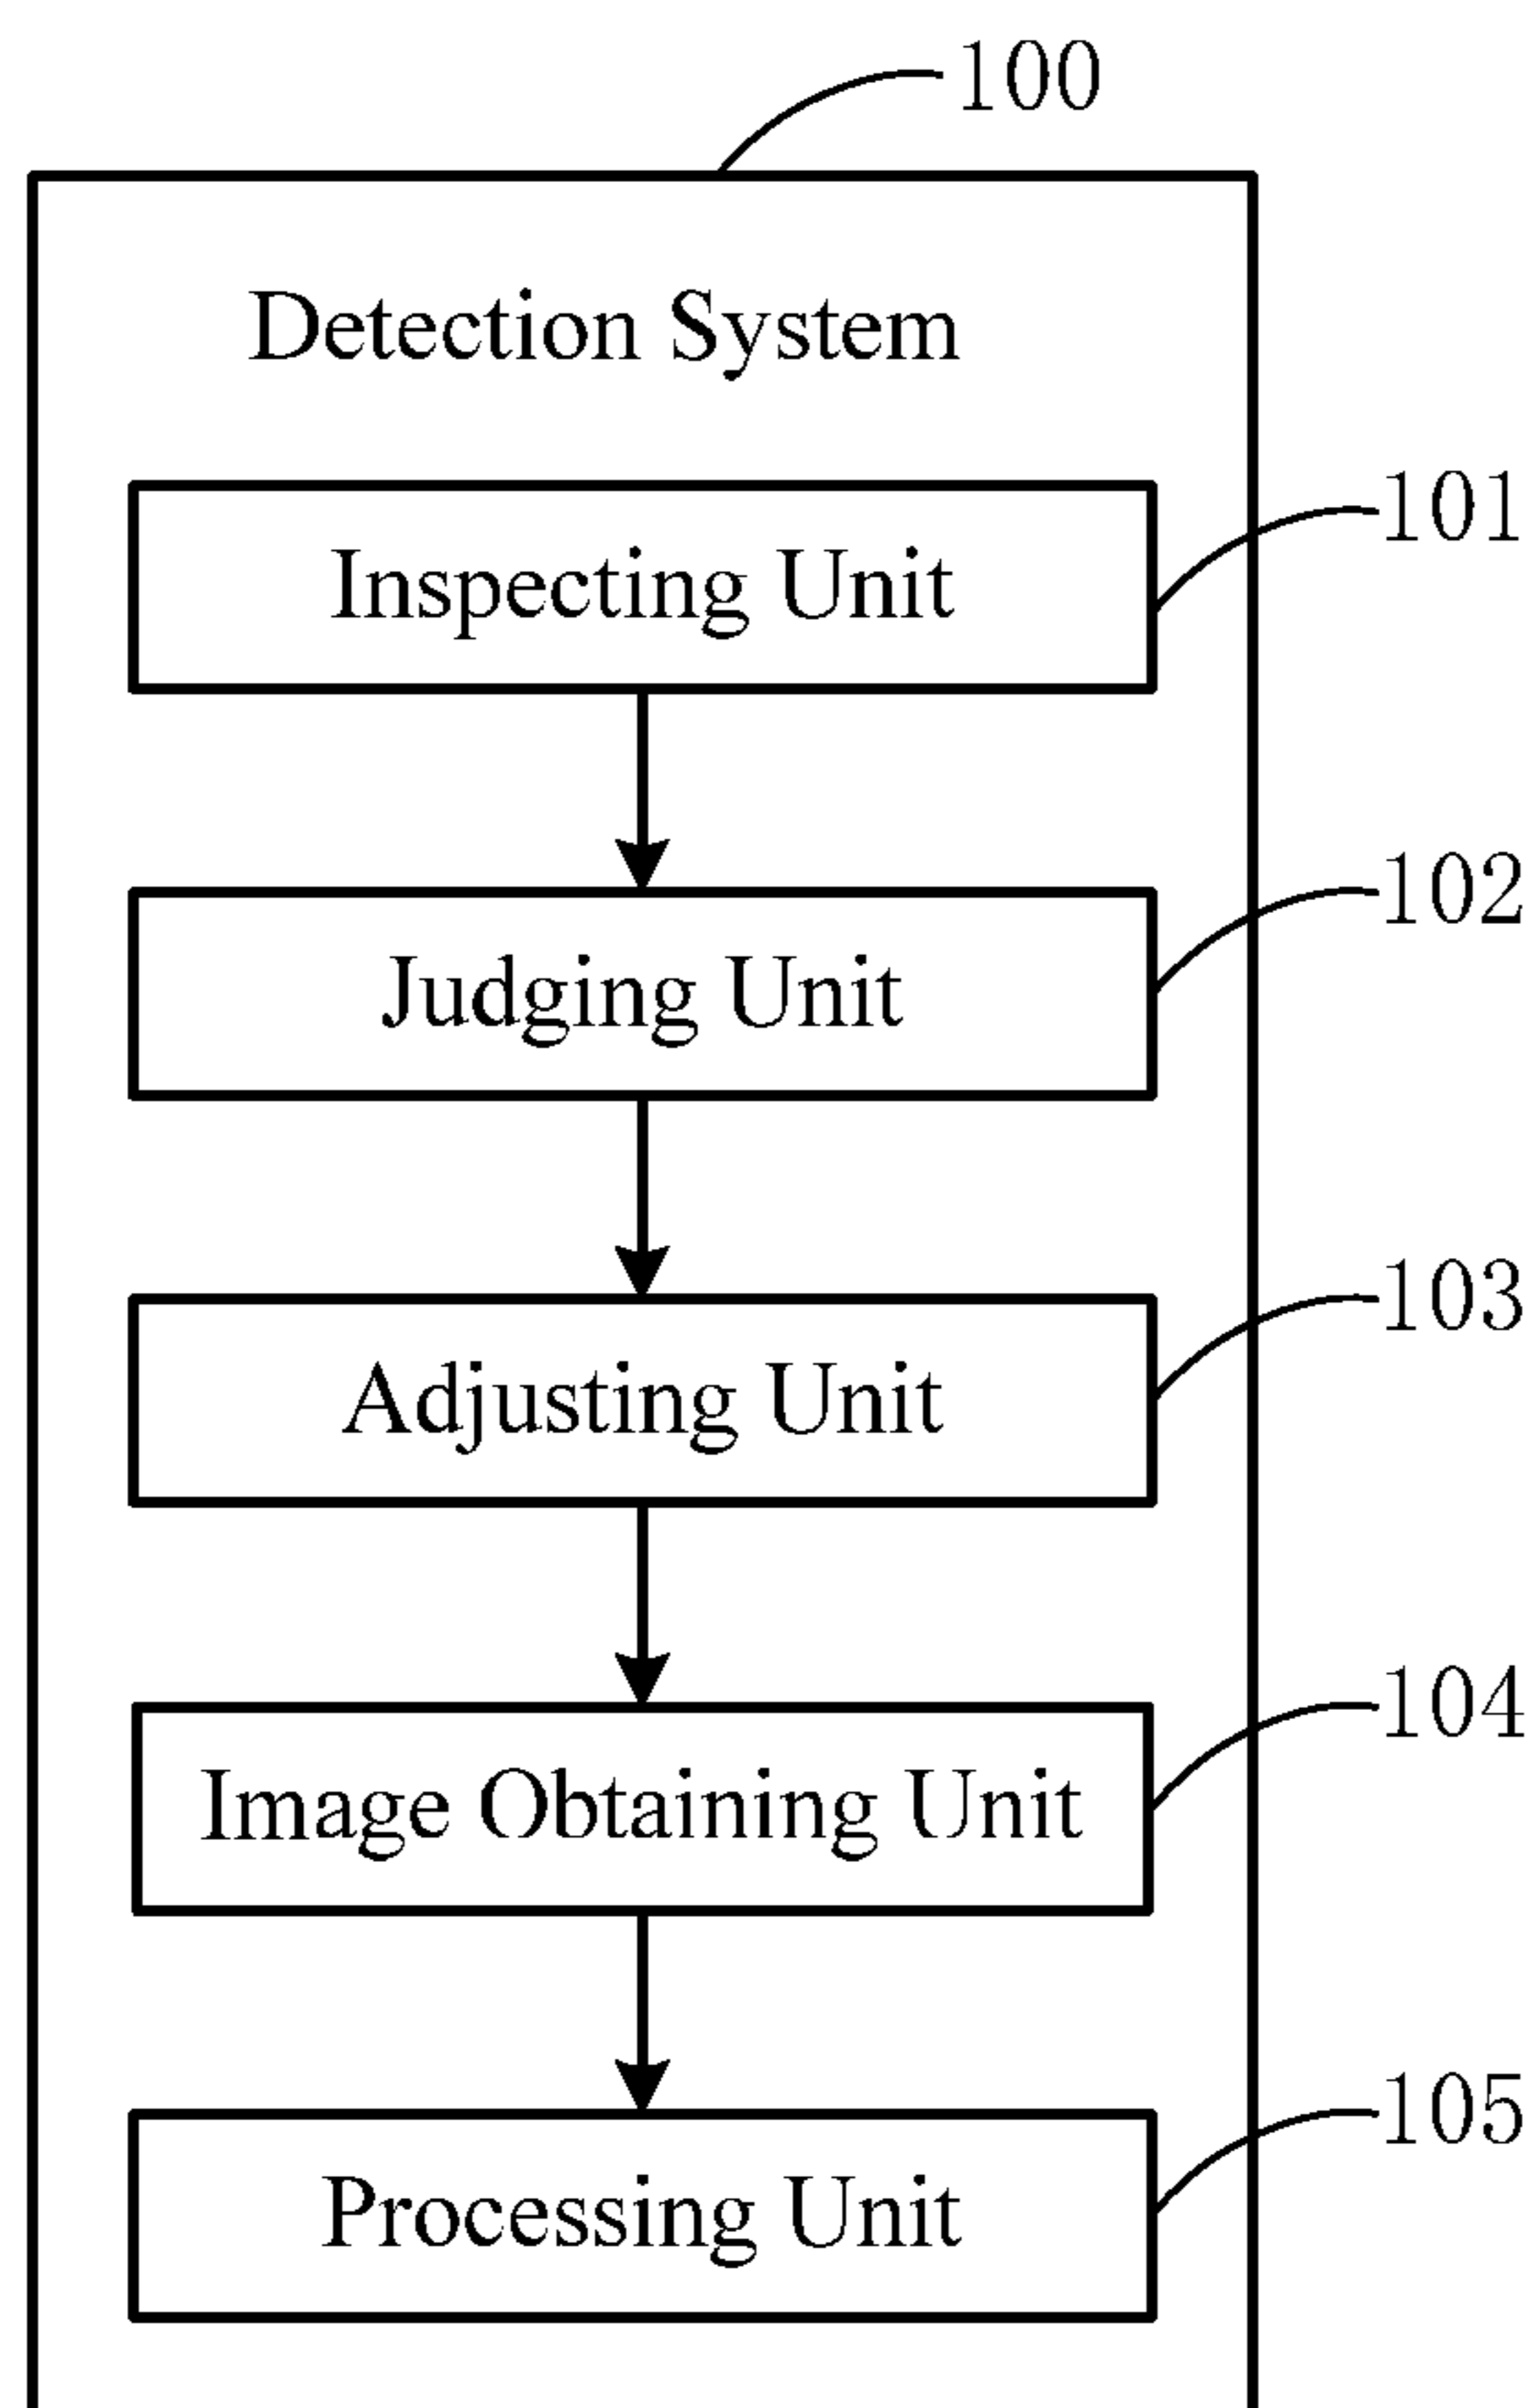 100
Detection System
101
Inspecting Unit
102
Judging Unit
103
Adjusting Unit
104
Image Obtaining Unit
105
Processing Unit